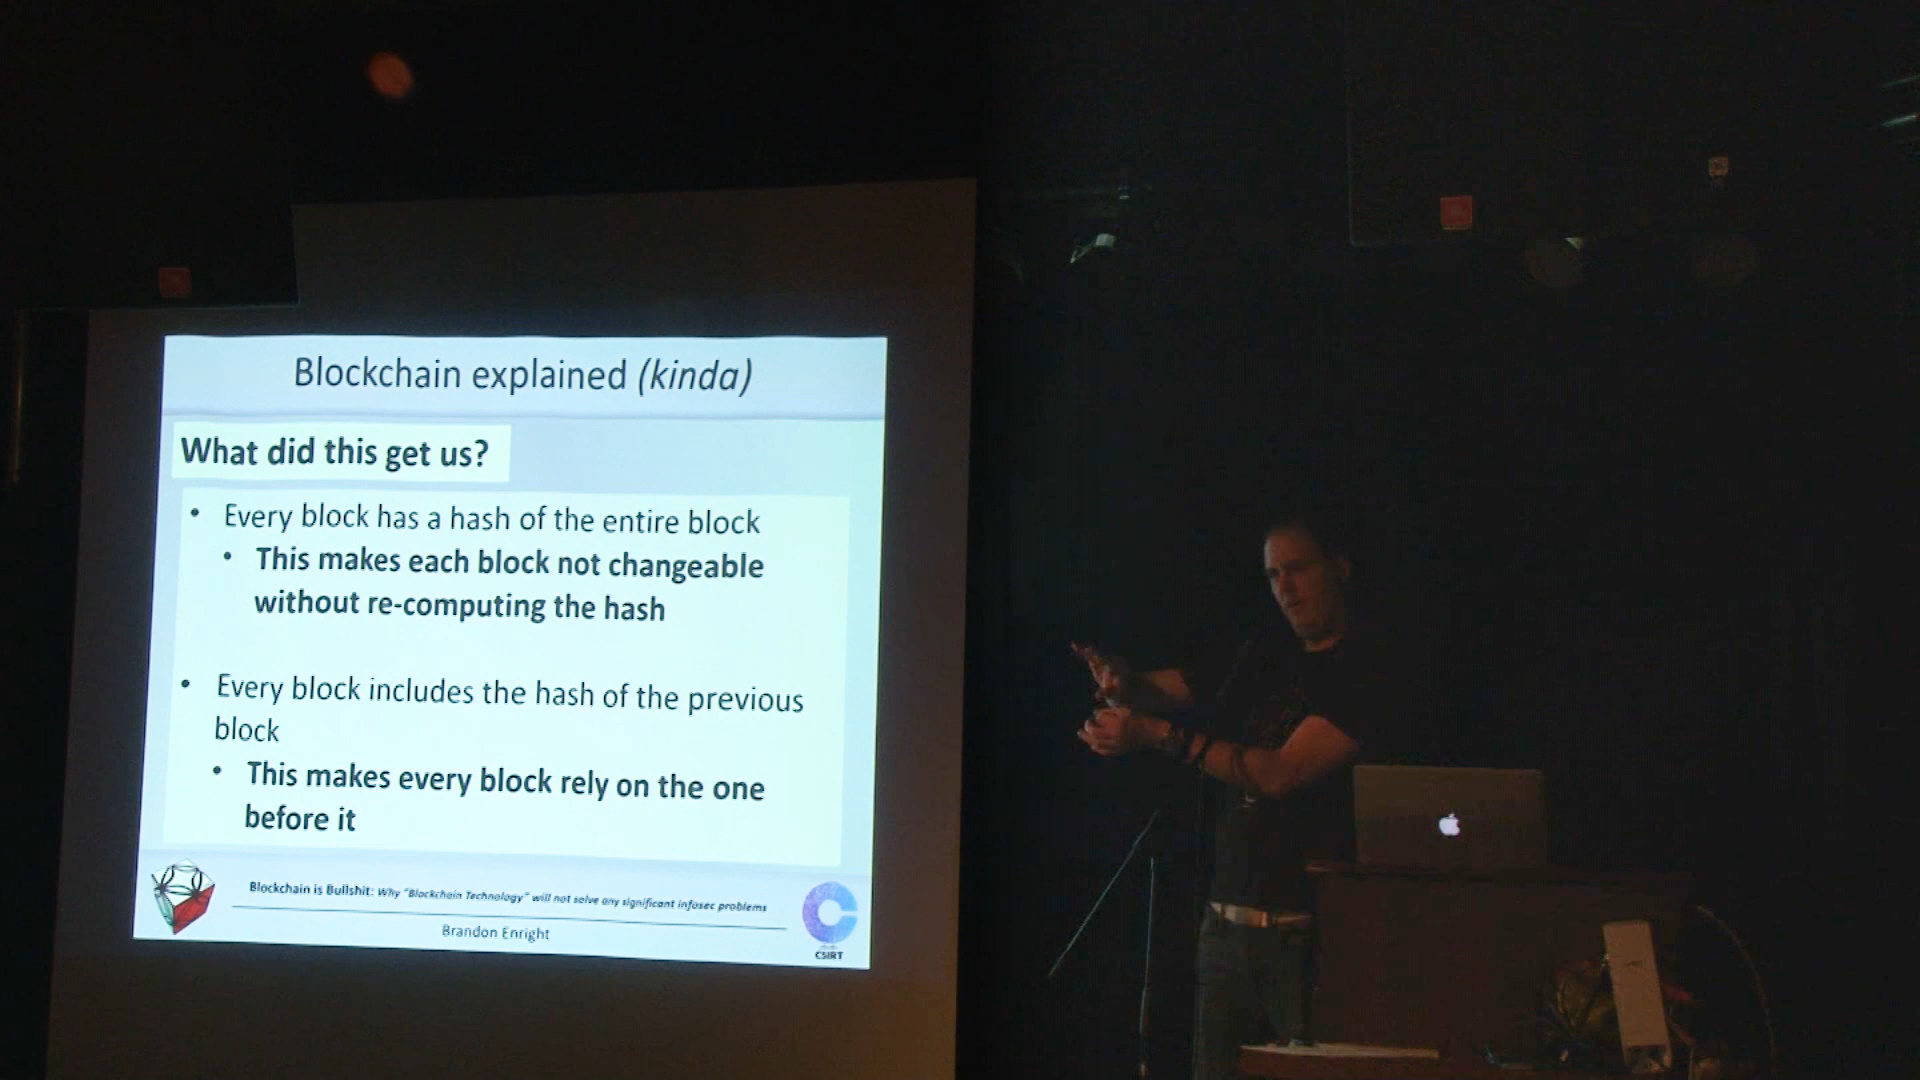 Blockchain explained (kinda)
What did this get us?
• Every block has a hash of the entire block
• This makes each block not changeable
without re-computing the hash
• Every block includes the hash of the previous
block
• This makes every block rely on the one
before it
Blockchain is Bullshit: Why "Blockchain Technology" will not solve any significant infosec problems
Brandon Enright
CSIRT